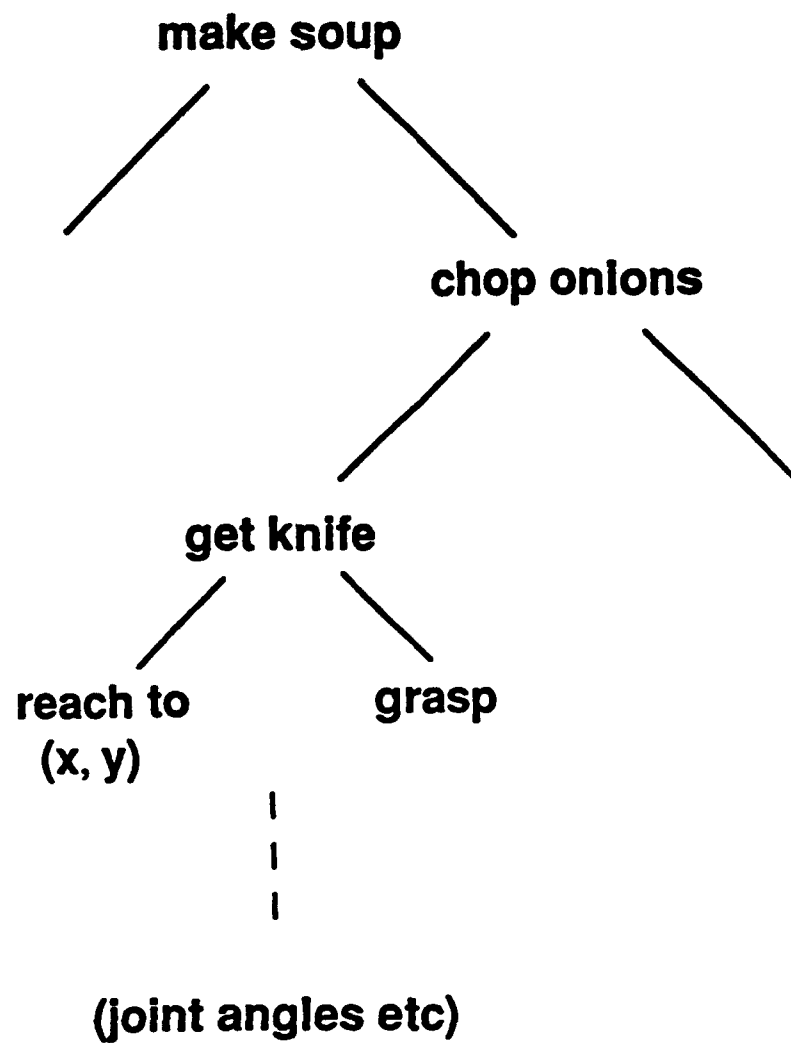 make soup
chop onions
get knife
reach to
(x, y)
grasp
(joint angles etc)